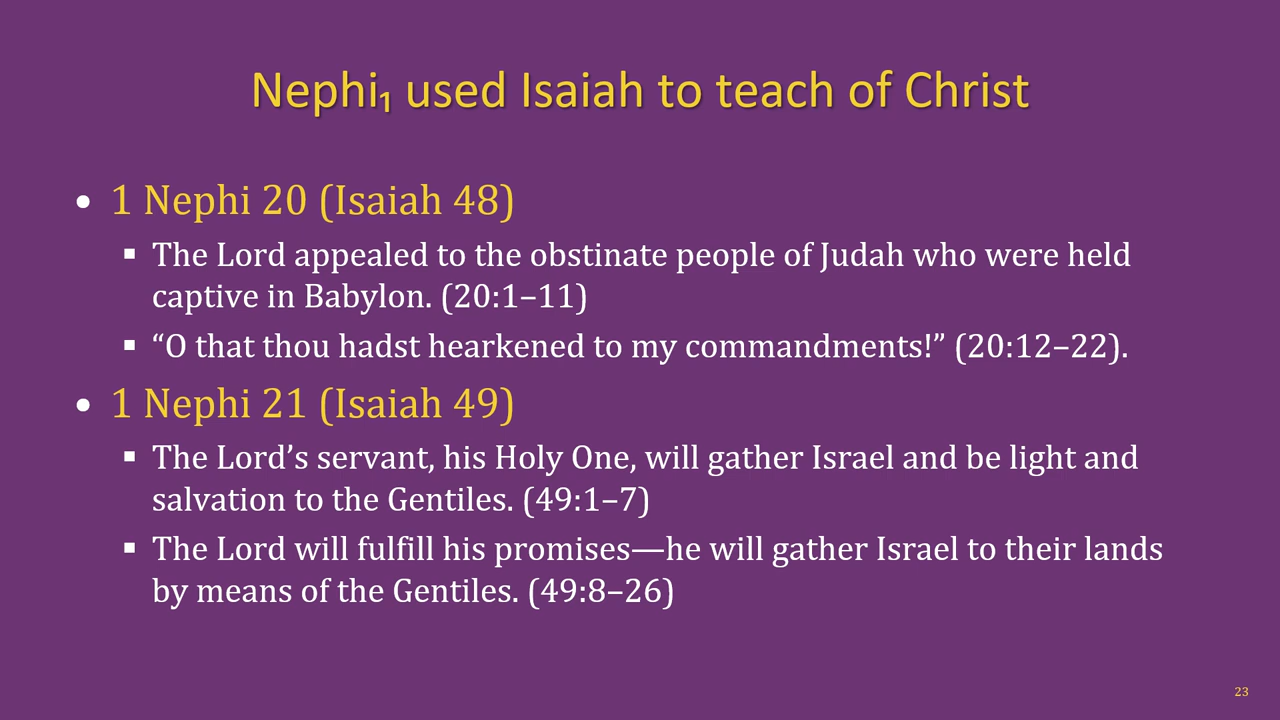 Nephi₁ used Isaiah to teach of Christ
• 1 Nephi 20 (Isaiah 48)
▪ The Lord appealed to the obstinate people of Judah who were held
captive in Babylon. (20:1–11)
▪ “O that thou hadst hearkened to my commandments!” (20:12–22).
• 1 Nephi 21 (Isaiah 49)
▪ The Lord’s servant, his Holy One, will gather Israel and be light and
salvation to the Gentiles. (49:1–7)
▪ The Lord will fulfill his promises—he will gather Israel to their lands
by means of the Gentiles. (49:8–26)
23